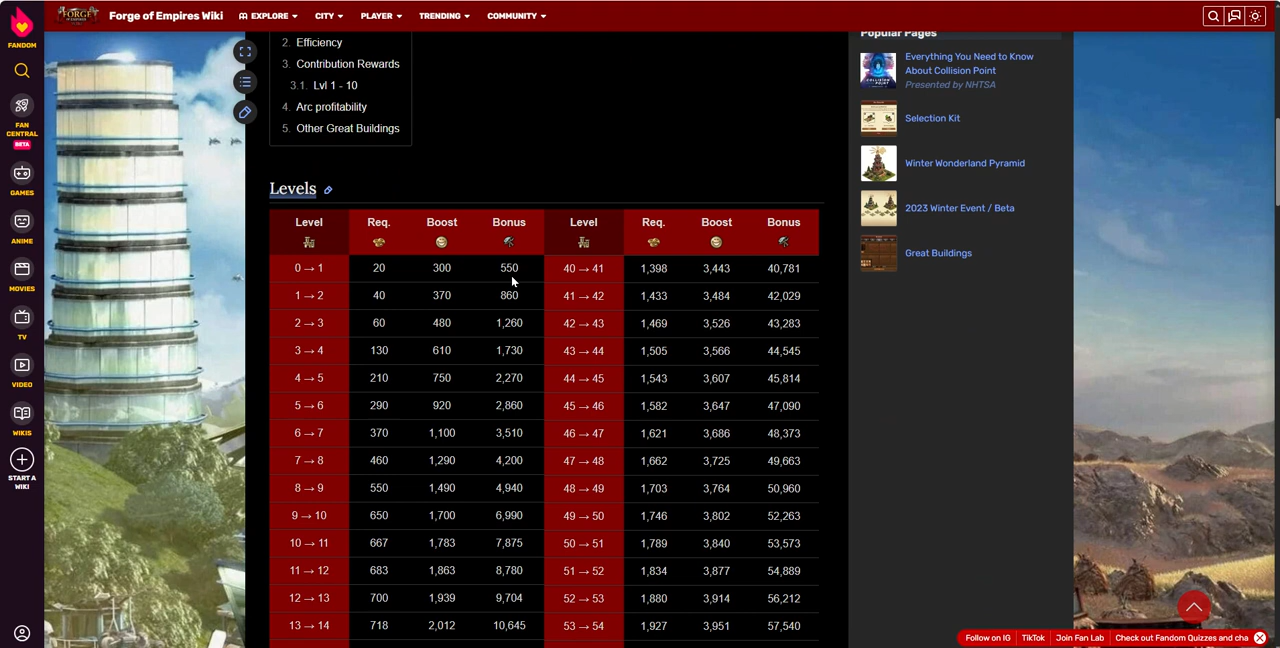 Forge of Empires Wiki
EXPLORE
CITY
PLAYER
TRENDING
COMMUNITY
FANDOM
FAN
CENTRAL
BETA
GAMES
ANIME
MOVIES
TV
VIDEO
WIKIS
START A
WIKI
2. Efficiency
3. Contribution Rewards
3.1. Lvl 1 - 10
4. Arc profitability
5. Other Great Buildings
Levels
Level Req. Boost Bonus Level Req. Boost Bonus
0 → 1 20 300 550 40 → 41 1,398 3,443 40,781
1 → 2 40 370 860 41 → 42 1,433 3,484 42,029
2 → 3 60 480 1,260 42 → 43 1,469 3,526 43,283
3 → 4 130 610 1,730 43 → 44 1,505 3,566 44,545
4 → 5 210 750 2,270 44 → 45 1,543 3,607 45,814
5 → 6 290 920 2,860 45 → 46 1,582 3,647 47,090
6 → 7 370 1,100 3,510 46 → 47 1,621 3,686 48,373
7 → 8 460 1,290 4,200 47 → 48 1,662 3,725 49,663
8 → 9 550 1,490 4,940 48 → 49 1,703 3,764 50,960
9 → 10 650 1,700 6,990 49 → 50 1,746 3,802 52,263
10 → 11 667 1,783 7,875 50 → 51 1,789 3,840 53,573
11 → 12 683 1,863 8,780 51 → 52 1,834 3,877 54,889
12 → 13 700 1,939 9,704 52 → 53 1,880 3,914 56,212
13 → 14 718 2,012 10,645 53 → 54 1,927 3,951 57,540
Popular Pages
Everything You Need to Know
About Collision Point
Presented by NHTSA
Selection Kit
Winter Wonderland Pyramid
2023 Winter Event / Beta
Great Buildings
Follow on IG
TikTok
Join Fan Lab
Check out Fandom Quizzes and cha